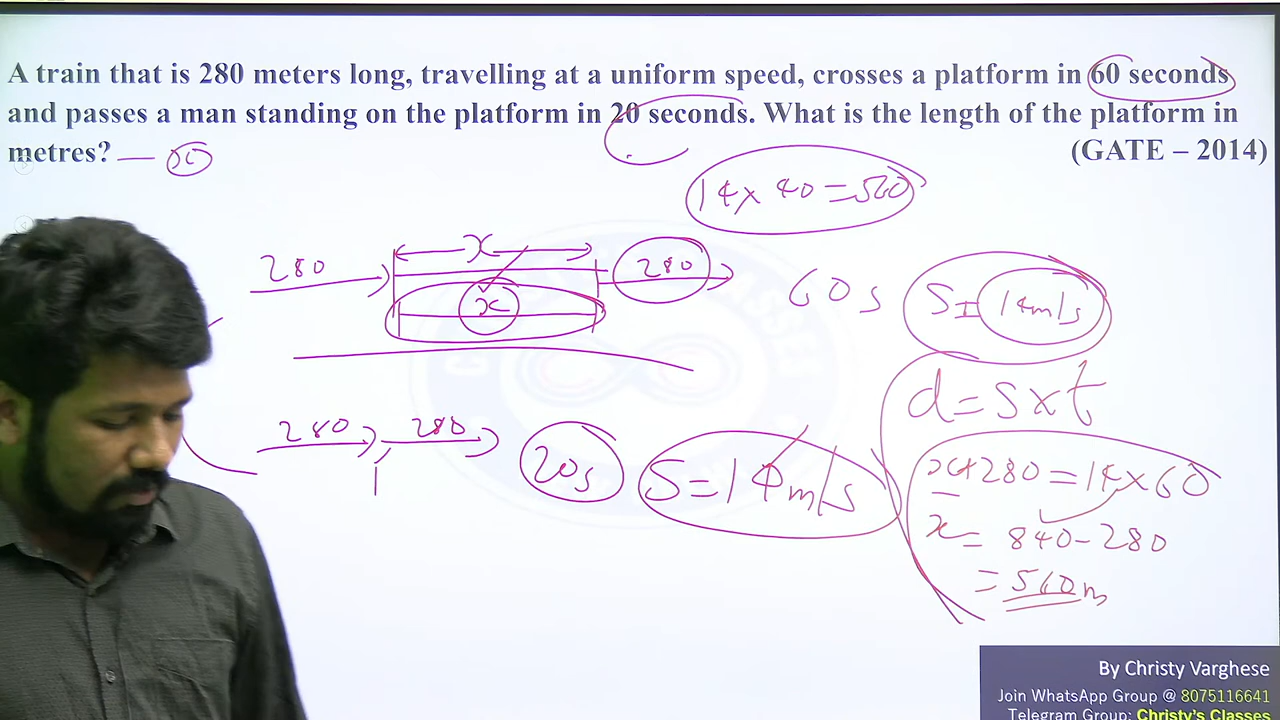 A train that is 280 meters long, travelling at a uniform speed, crosses a platform in 60 seconds
and passes a man standing on the platform in 20 seconds. What is the length of the platform in
metres? — x
(GATE – 2014)
14 x 40 = 560
280
x
280
60s
S = 14m/s
x
d = s x t
280
280
20s
S = 14m/s
x+280 = 14 x 60
x = 840 - 280
= 560m
By Christy Varghese
Join WhatsApp Group @ 8075116641
Telegram Group: Christy's Classes